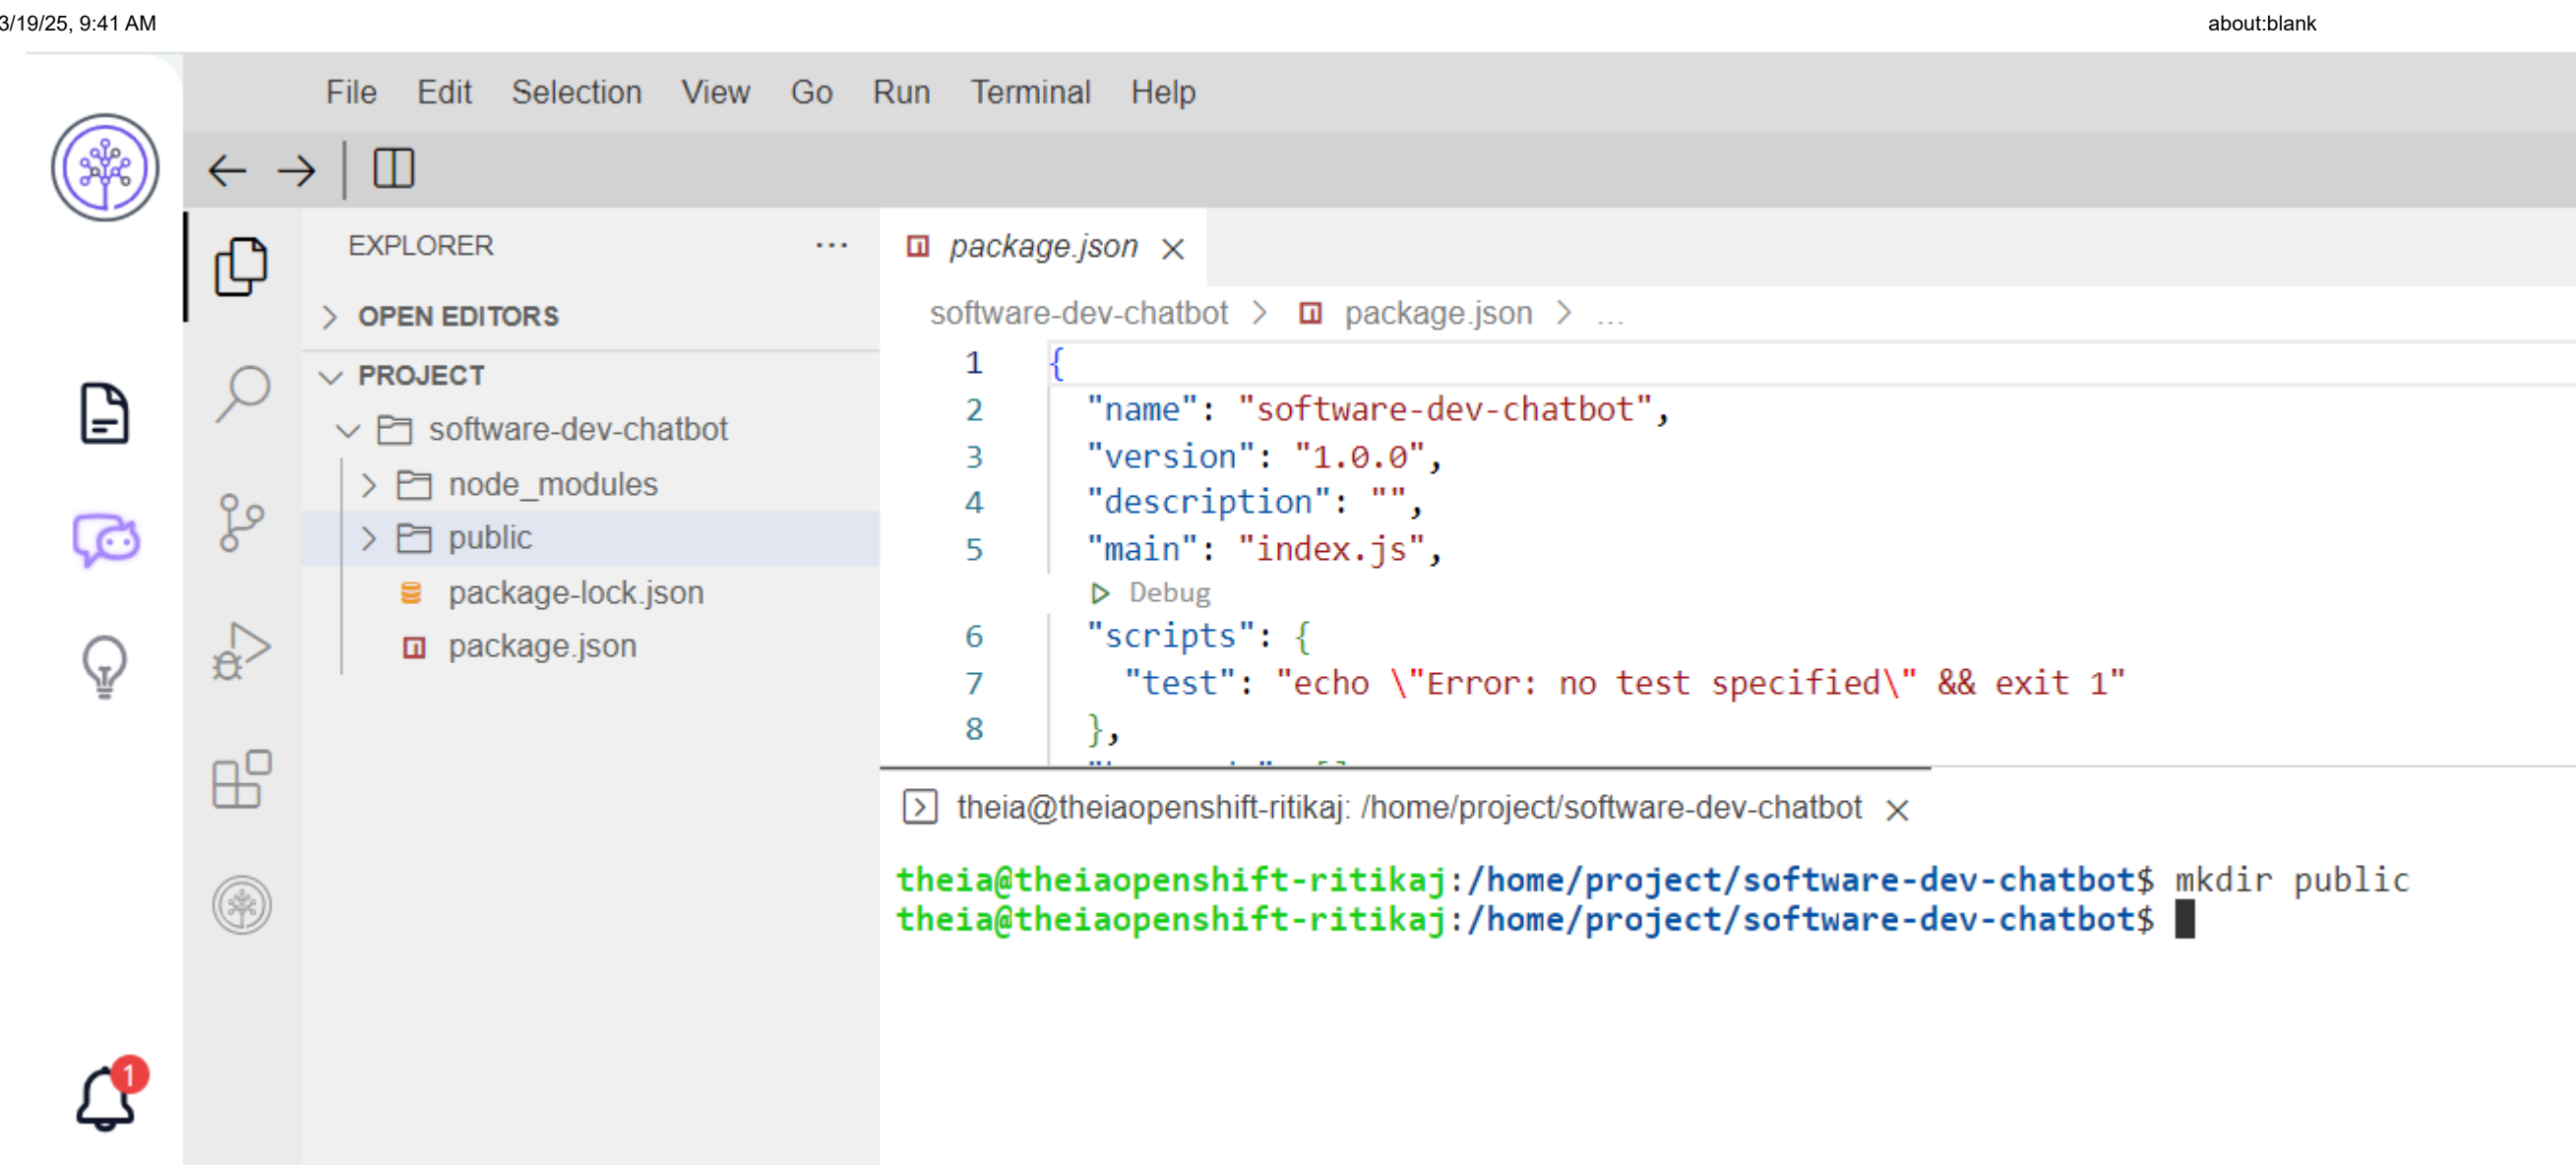 3/19/25, 9:41 AM
about:blank
File Edit Selection View Go Run Terminal Help
EXPLORER ...
OPEN EDITORS
PROJECT
software-dev-chatbot
node_modules
public
package-lock.json
package.json
package.json
software-dev-chatbot > package.json > ...
1 {
2 "name": "software-dev-chatbot",
3 "version": "1.0.0",
4 "description": "",
5 "main": "index.js",
Debug
6 "scripts": {
7 "test": "echo \"Error: no test specified\" && exit 1"
8 },
theia@theiaopenshift-ritikaj: /home/project/software-dev-chatbot
theia@theiaopenshift-ritikaj:/home/project/software-dev-chatbot$ mkdir public
theia@theiaopenshift-ritikaj:/home/project/software-dev-chatbot$
1